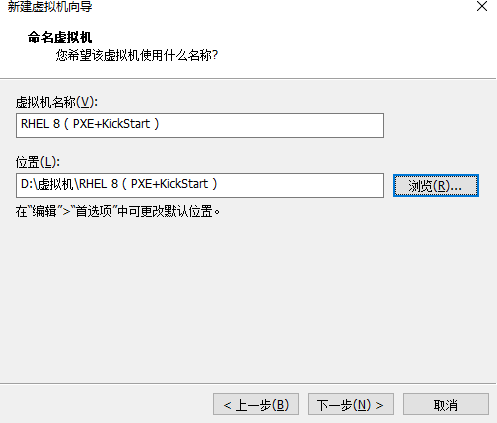 新建虚拟机向导
命名虚拟机
您希望该虚拟机使用什么名称?
虚拟机名称(V):
RHEL 8 ( PXE+KickStart )
位置(L):
D:\虚拟机\RHEL 8 ( PXE+KickStart )
浏览(R)...
在"编辑">"首选项"中可更改默认位置。
< 上一步(B)
下一步(N) >
取消